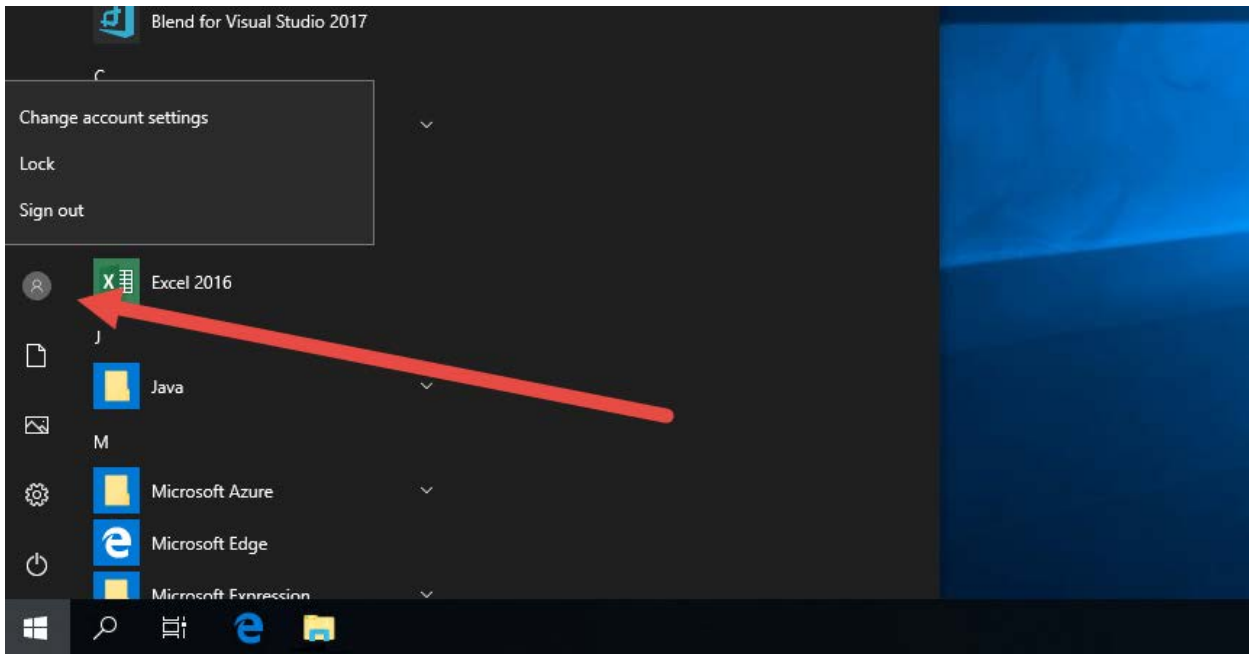 Blend for Visual Studio 2017
Change account settings
Lock
Sign out
Excel 2016
J
Java
M
Microsoft Azure
Microsoft Edge
Microsoft Expression